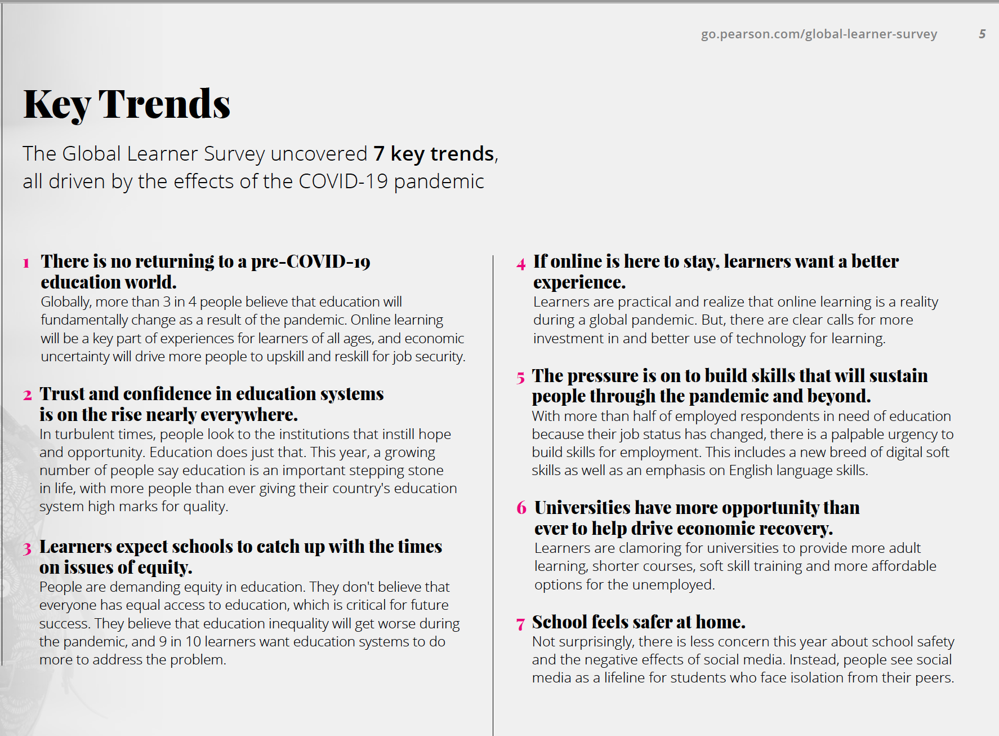 go.pearson.com/global-learner-survey 5
Key Trends
The Global Learner Survey uncovered 7 key trends,
all driven by the effects of the COVID-19 pandemic
1 There is no returning to a pre-COVID-19
education world.
Globally, more than 3 in 4 people believe that education will
fundamentally change as a result of the pandemic. Online learning
will be a key part of experiences for learners of all ages, and economic
uncertainty will drive more people to upskill and reskill for job security.
2 Trust and confidence in education systems
is on the rise nearly everywhere.
In turbulent times, people look to the institutions that instill hope
and opportunity. Education does just that. This year, a growing
number of people say education is an important stepping stone
in life, with more people than ever giving their country's education
system high marks for quality.
3 Learners expect schools to catch up with the times
on issues of equity.
People are demanding equity in education. They don't believe that
everyone has equal access to education, which is critical for future
success. They believe that education inequality will get worse during
the pandemic, and 9 in 10 learners want education systems to do
more to address the problem.
4 If online is here to stay, learners want a better
experience.
Learners are practical and realize that online learning is a reality
during a global pandemic. But, there are clear calls for more
investment in and better use of technology for learning.
5 The pressure is on to build skills that will sustain
people through the pandemic and beyond.
With more than half of employed respondents in need of education
because their job status has changed, there is a palpable urgency to
build skills for employment. This includes a new breed of digital soft
skills as well as an emphasis on English language skills.
6 Universities have more opportunity than
ever to help drive economic recovery.
Learners are clamoring for universities to provide more adult
learning, shorter courses, soft skill training and more affordable
options for the unemployed.
7 School feels safer at home.
Not surprisingly, there is less concern this year about school safety
and the negative effects of social media. Instead, people see social
media as a lifeline for students who face isolation from their peers.